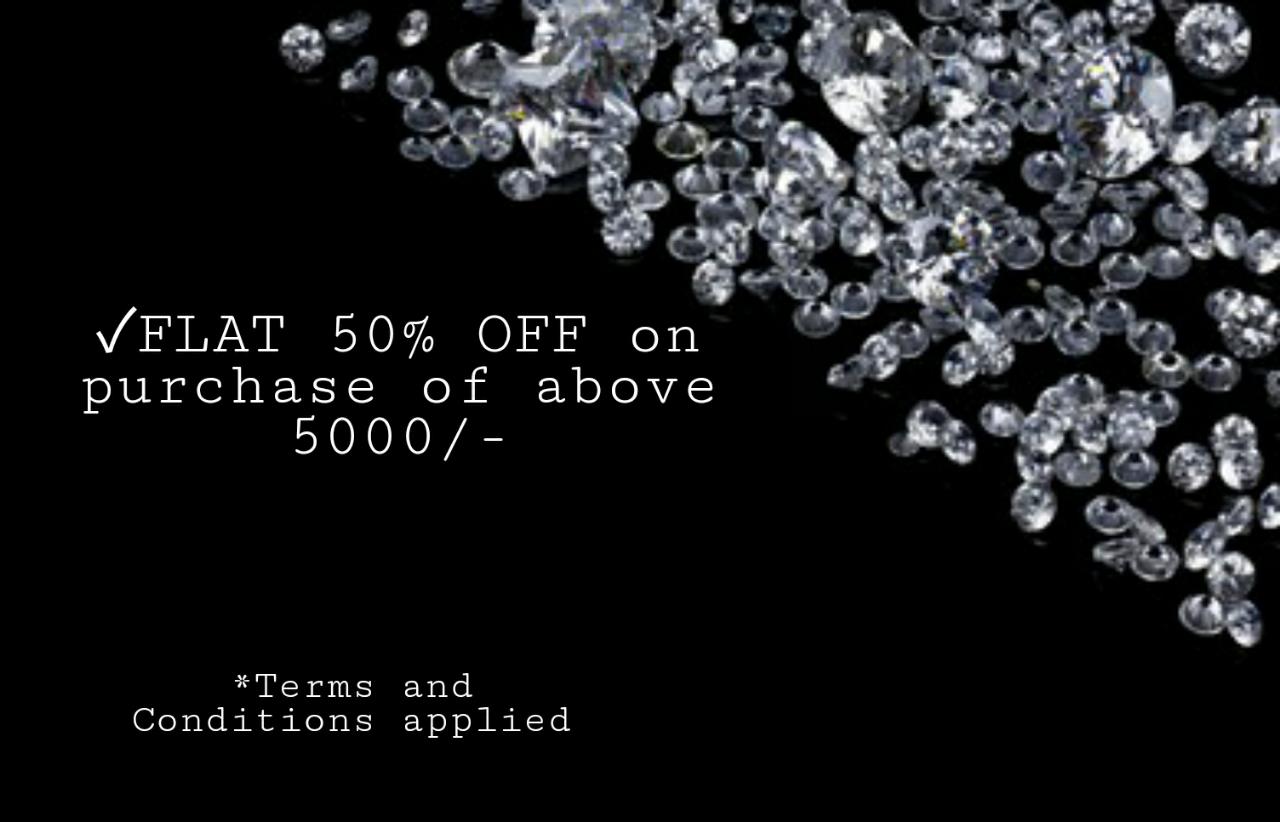 ✓FLAT 50% OFF on
purchase of above
5000/-
*Terms and
Conditions applied